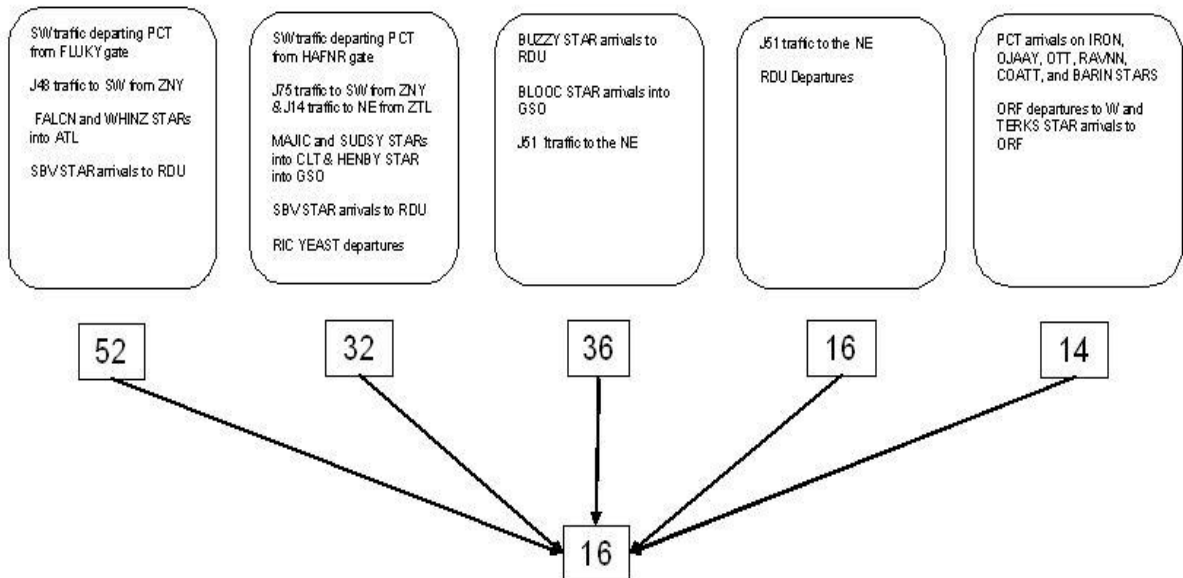 SW traffic departing PCT
from FLUKY gate
J48 traffic to SW from ZNY
FALCN and WHINZ STARs
into ATL
SBV STAR arrivals to RDU
SW traffic departing PCT
from HAFNR gate
J75 traffic to SW from ZNY
& J14 traffic to NE from ZTL
MAJIC and SUDSY STARs
into CLT & HENBY STAR
into GSO
SBV STAR arrivals to RDU
RIC YEAST departures
BUZZY STAR arrivals to
RDU
BLOOC STAR arrivals into
GSO
J51 1traffic to the NE
J51 traffic to the NE
RDU Departures
PCT arrivals on IRON,
OJAAY, OTT, RAVNN,
COATT, and BARIN STARS
ORF departures to W and
TERKS STAR arrivals to
ORF
52
32
36
16
14
16